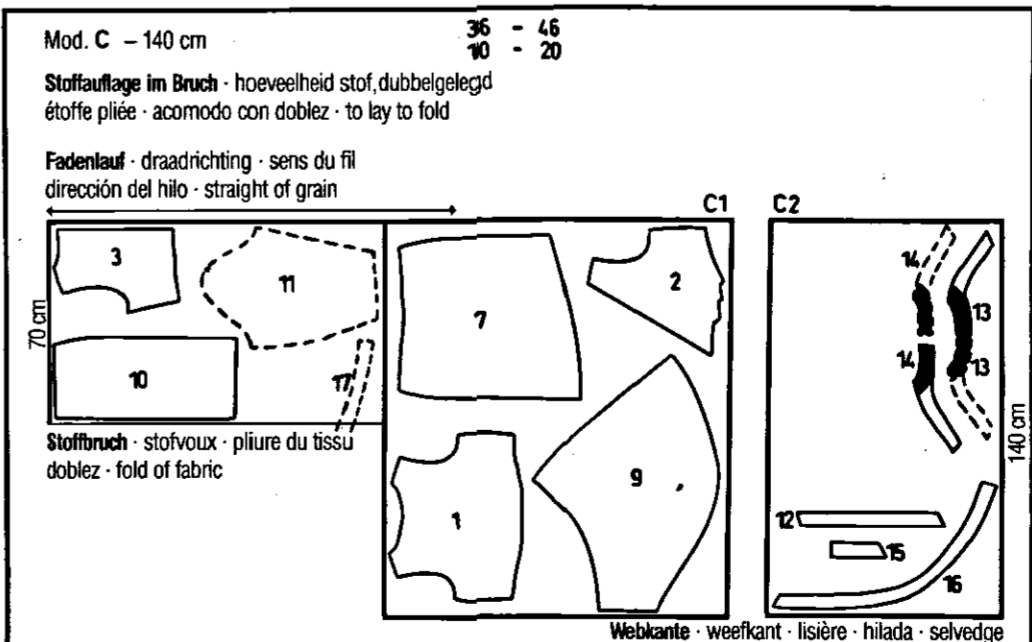 Mod. C – 140 cm
36 - 46
10 - 20
Stoffauflage im Bruch · hoeveelheid stof, dubbelgelegd
étoffe pliée · acomodo con doblez · to lay to fold
Fadenlauf · draadrichting · sens du fil
dirección del hilo · straight of grain
C1
C2
3
11
7
2
14
13
70 cm
10
17
14
13
Stoffbruch · stofvoux · pliure du tissu
doblez · fold of fabric
140 cm
1
9
12
15
16
Webkante · weefkant · lisière · hilada · selvedge